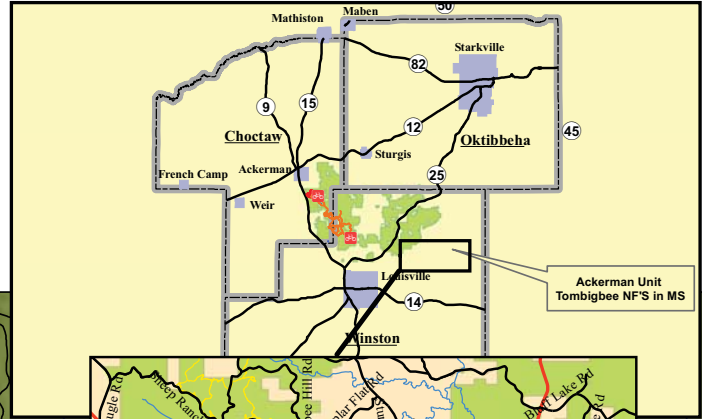 50
Mathiston
Maben
Starkville
82
9
15
12
45
Choctaw
Oktibbeha
Sturgis
French Camp
Ackerman
25
Weir
Louisville
Ackerman Unit
Tombigbee NF'S in MS
14
Winston
Sheep Ranch
Bluff Lake Rd